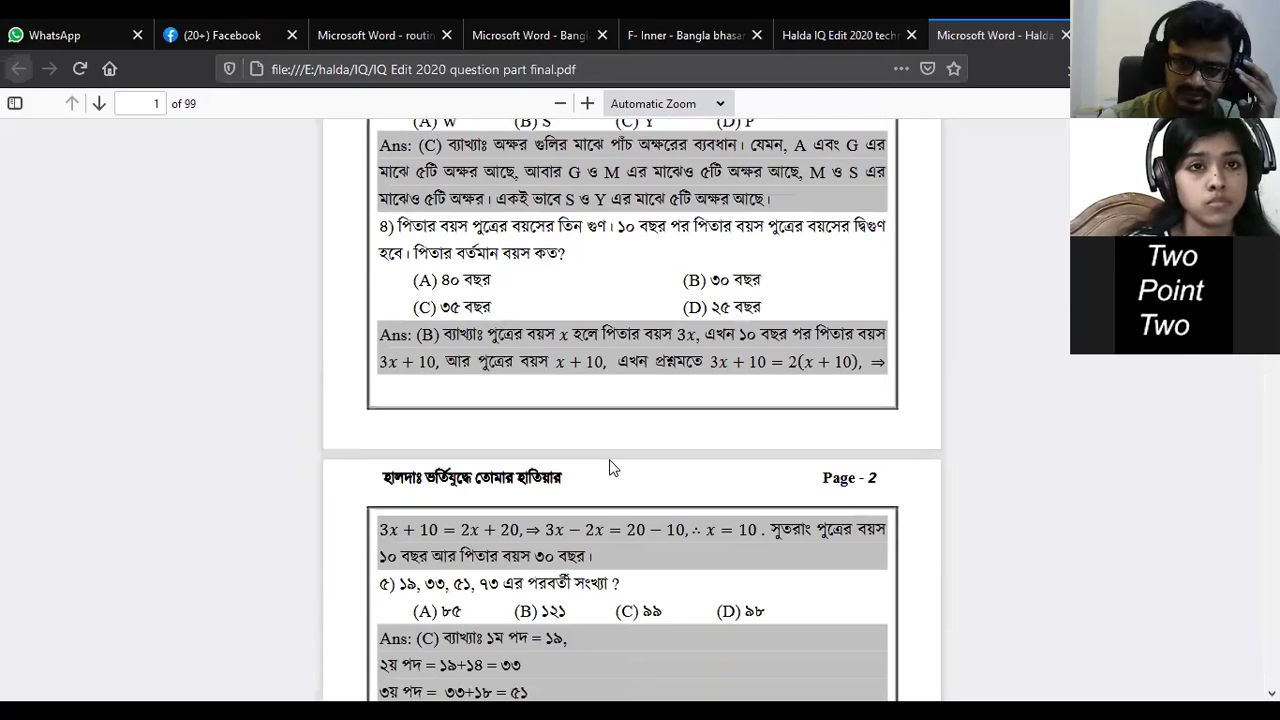 WhatsApp
(20+) Facebook
Microsoft Word - routin
Microsoft Word - Bangl
F- Inner - Bangla bhasar
Halda IQ Edit 2020 techn
Microsoft Word - Halda
file:///E:/halda/IQ/IQ Edit 2020 question part final.pdf
1 of 99
Automatic Zoom
(A) W (B) S (C) Y (D) P
Ans: (C) ব্যাখ্যাঃ অক্ষর গুলির মাঝে পাঁচ অক্ষরের ব্যবধান। যেমন, A এবং G এর
মাঝে ৫টি অক্ষর আছে, আবার G ও M এর মাঝেও ৫টি অক্ষর আছে, M ও S এর
মাঝেও ৫টি অক্ষর। একই ভাবে S ও Y এর মাঝে ৫টি অক্ষর আছে।
৪) পিতার বয়স পুত্রের বয়সের তিন গুণ। ১০ বছর পর পিতার বয়স পুত্রের বয়সের দ্বিগুণ
হবে। পিতার বর্তমান বয়স কত?
(A) ৪০ বছর (B) ৩০ বছর
(C) ৩৫ বছর (D) ২৫ বছর
Ans: (B) ব্যাখ্যাঃ পুত্রের বয়স x হলে পিতার বয়স 3x, এখন ১০ বছর পর পিতার বয়স
3x + 10, আর পুত্রের বয়স x + 10, এখন প্রশ্নমতে 3x + 10 = 2(x + 10), ⇒
হালদাঃ ভর্তিযুদ্ধে তোমার হাতিয়ার Page - 2
3x + 10 = 2x + 20, ⇒ 3x − 2x = 20 − 10, ∴ x = 10 . সুতরাং পুত্রের বয়স
১০ বছর আর পিতার বয়স ৩০ বছর।
৫) ১৯, ৩৩, ৫১, ৭৩ এর পরবর্তী সংখ্যা ?
(A) ৮৫ (B) ১২১ (C) ৯৯ (D) ৯৮
Ans: (C) ব্যাখ্যাঃ ১ম পদ = ১৯,
২য় পদ = ১৯+১৪ = ৩৩
৩য় পদ = ৩৩+১৮ = ৫১
Two
Point
Two